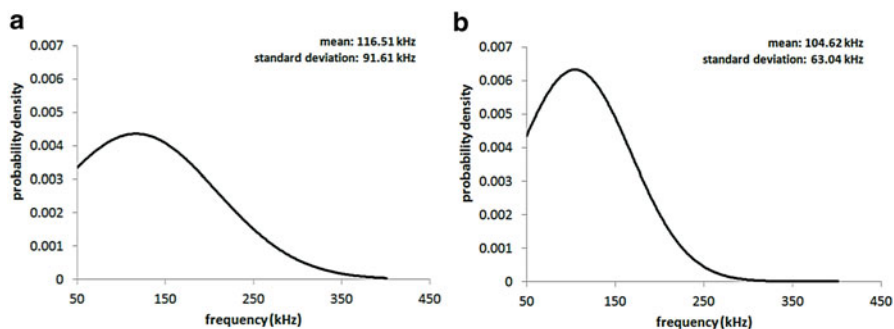 a
mean: 116.51 kHz
standard deviation: 91.61 kHz
probability density
0.007
0.006
0.005
0.004
0.003
0.002
0.001
0
50
150
250
350
450
frequency (kHz)
b
mean: 104.62 kHz
standard deviation: 63.04 kHz
probability density
0.007
0.006
0.005
0.004
0.003
0.002
0.001
0
50
150
250
350
450
frequency (kHz)